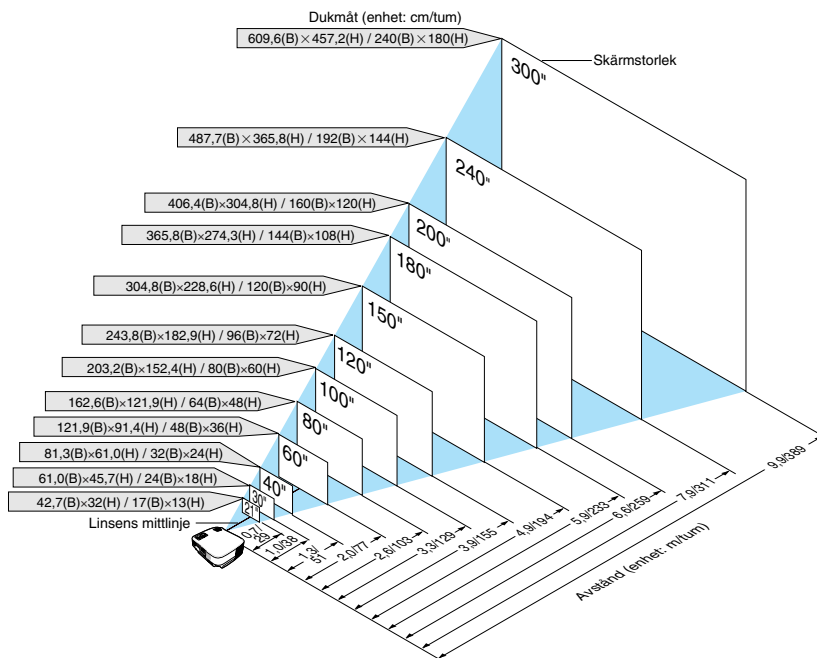 Dukmåt (enhet: cm/tum)
609,6(B)×457,2(H) / 240(B)×180(H)
Skärmstorlek
300"
487,7(B)×365,8(H) / 192(B)×144(H)
240"
406,4(B)×304,8(H) / 160(B)×120(H)
200"
365,8(B)×274,3(H) / 144(B)×108(H)
180"
304,8(B)×228,6(H) / 120(B)×90(H)
150"
243,8(B)×182,9(H) / 96(B)×72(H)
120"
203,2(B)×152,4(H) / 80(B)×60(H)
100"
162,6(B)×121,9(H) / 64(B)×48(H)
80"
121,9(B)×91,4(H) / 48(B)×36(H)
60"
81,3(B)×61,0(H) / 32(B)×24(H)
40"
61,0(B)×45,7(H) / 24(B)×18(H)
30"
42,7(B)×32(H) / 17(B)×13(H)
21"
Linsens mittlinje
0,7/
29
1,0/38
1,3/
51
2,0/77
2,6/103
3,3/129
3,9/155
4,9/194
5,9/233
6,6/259
7,9/311
9,9/389
Avstånd (enhet: m/tum)